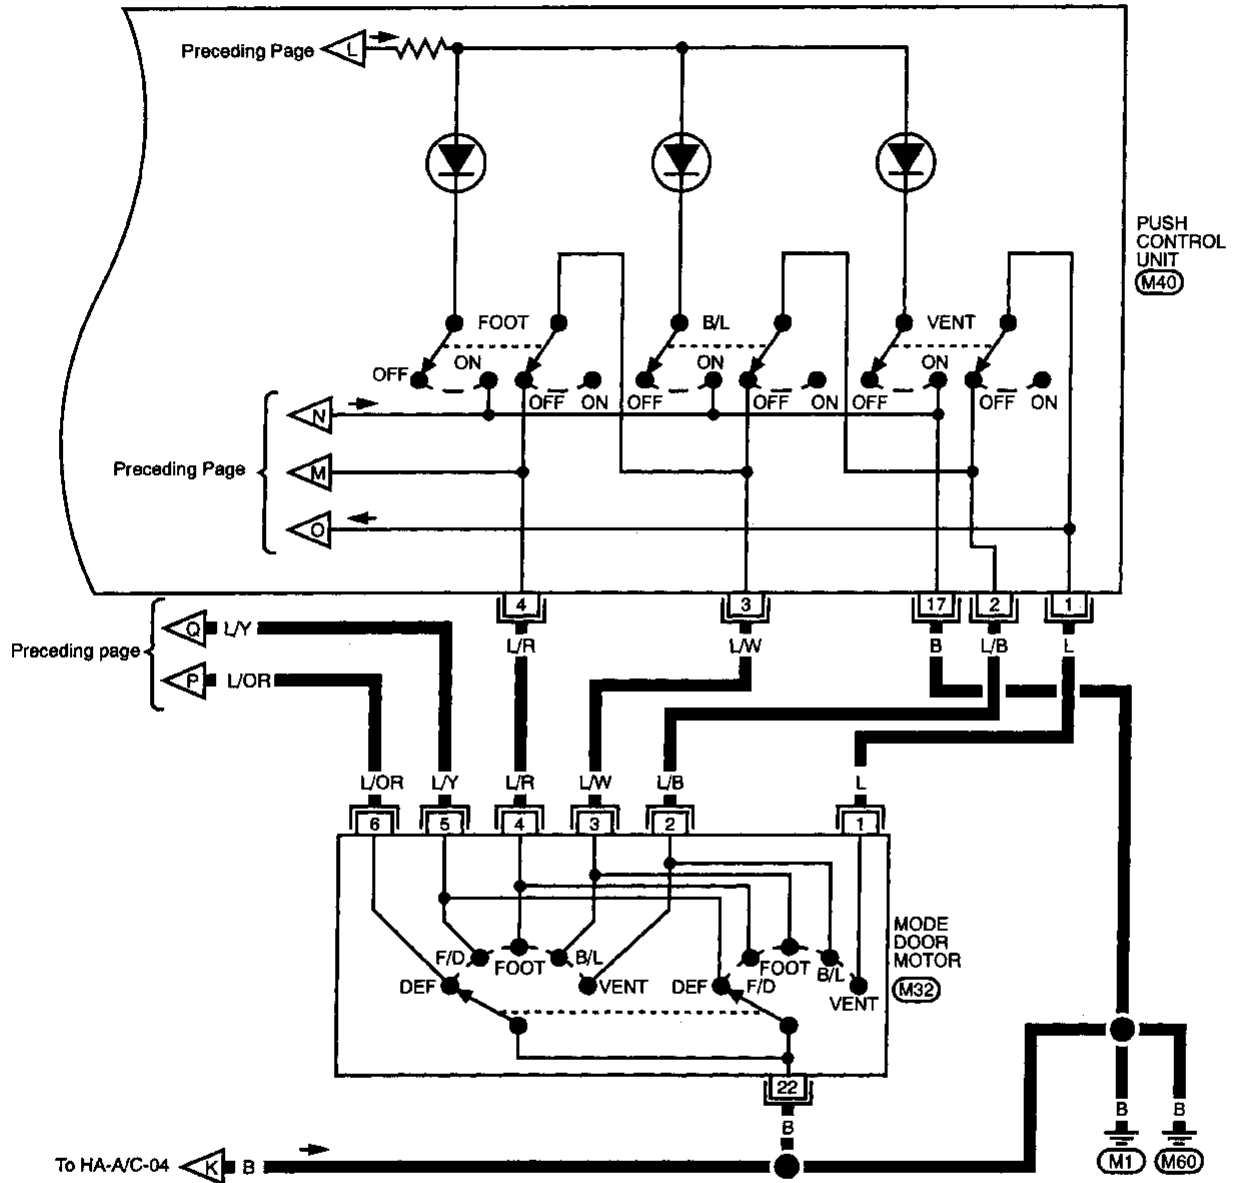 Preceding Page L
PUSH
CONTROL
UNIT
M40
FOOT B/L VENT
OFF ON OFF ON OFF ON OFF ON OFF ON OFF ON
N
Preceding Page M
O
4 3 17 2 1
Q L/Y L/R L/W B L/B L
Preceding page
P L/OR
L/OR L/Y L/R L/W L/B L
6 5 4 3 2 1
MODE
DOOR
MOTOR
M32
F/D FOOT B/L
DEF VENT
FOOT
F/D B/L
DEF VENT
22
B B B
M1 M60
To HA-A/C-04 K B